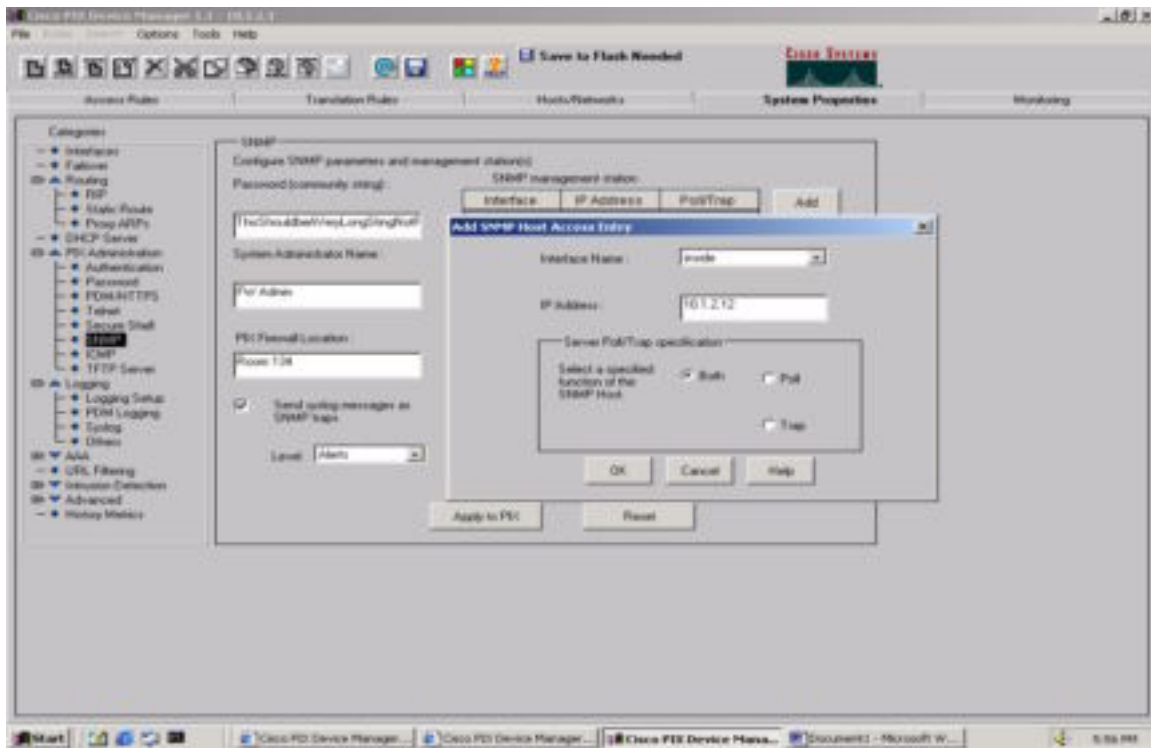 Cisco PIX Device Manager
File Options Tools Help
Save to Flash Needed
CISCO SYSTEMS
Access Rules Translation Rules Hosts/Networks System Properties Monitoring
Categories
Interfaces
Failover
Routing
RIP
Static Route
Proxy ARPs
DHCP Server
PIX Administration
Authentication
Password
PDM/HTTPS
Telnet
Secure Shell
SNMP
ICMP
TFTP Server
Logging
Logging Setup
PDM Logging
Syslog
Others
AAA
URL Filtering
Intrusion Detection
Advanced
History Metrics
SNMP
Configure SNMP parameters and management station(s)
Password (community string) :
System Administrator Name :
PIX Admin
PIX Firewall Location :
Room 134
Send syslog messages as
SNMP traps
Level: Alerts
SNMP management station
Interface IP Address Poll/Trap
Add
Apply to PIX Reset
Add SNMP Host Access Entry
Interface Name : inside
IP Address : 10.1.2.12
Server Poll/Trap specification
Select a specified
function of the
SNMP Host
Both
Poll
Trap
OK Cancel Help
Start Cisco PIX Device Manager... Cisco PIX Device Manager... Cisco PIX Device Mana... Document1 - Microsoft W...